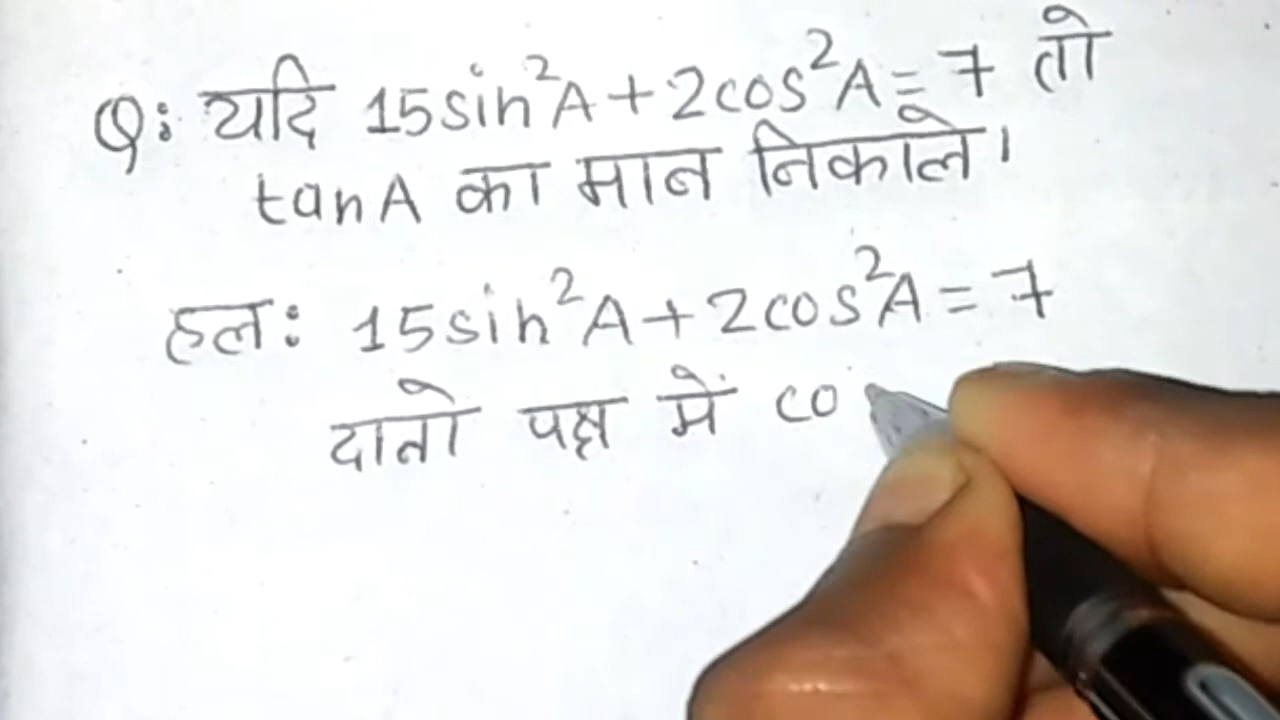 Q: यदि 15sin²A+2cos²A=7 तो
tanA का मान निकाले।
हल: 15sin²A+2cos²A=7
दानो पक्ष में co